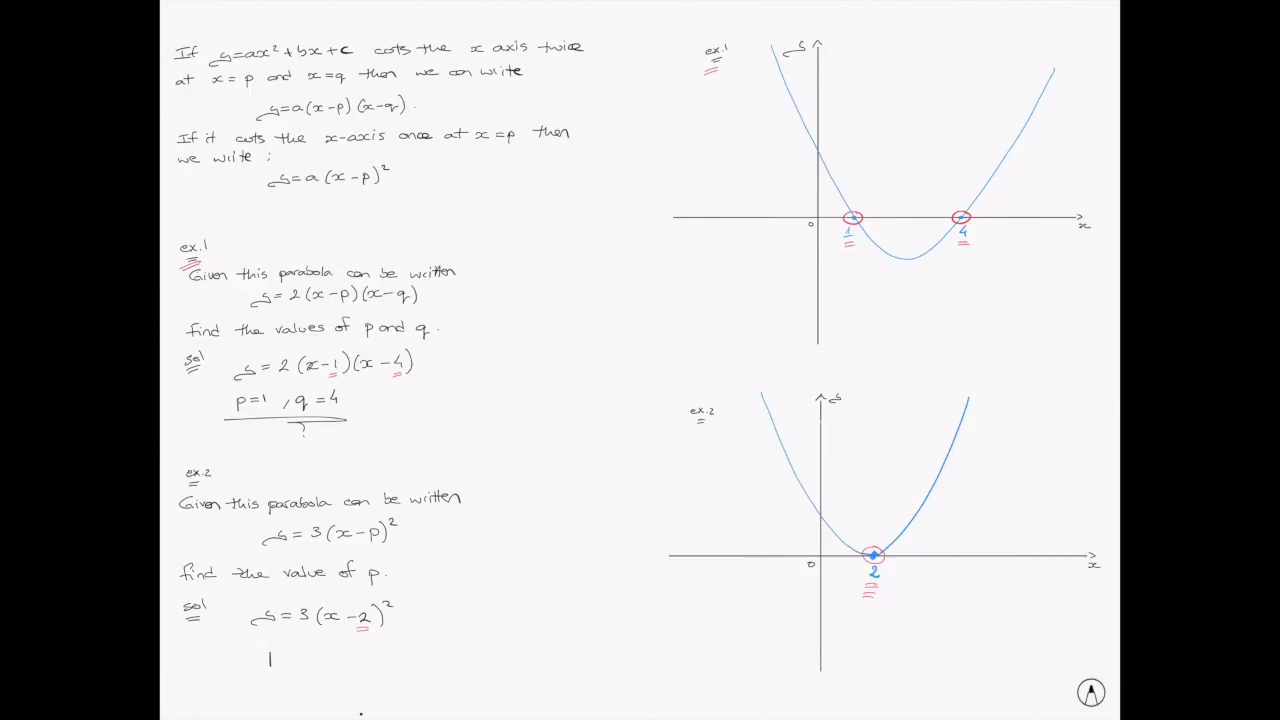 If y=ax²+bx+c cuts the x axis twice
at x=p and x=q then we can write
y=a(x-p)(x-q).
If it cuts the x-axis once at x=p then
we write:
y=a(x-p)²
ex.1
Given this parabola can be written
y=2(x-p)(x-q)
find the values of p and q.
sol
y=2(x-1)(x-4)
p=1, q=4
ex.2
Given this parabola can be written
y=3(x-p)²
find the value of p.
sol
y=3(x-2)²
ex.1
y
0
1
4
x
ex.2
y
0
2
x